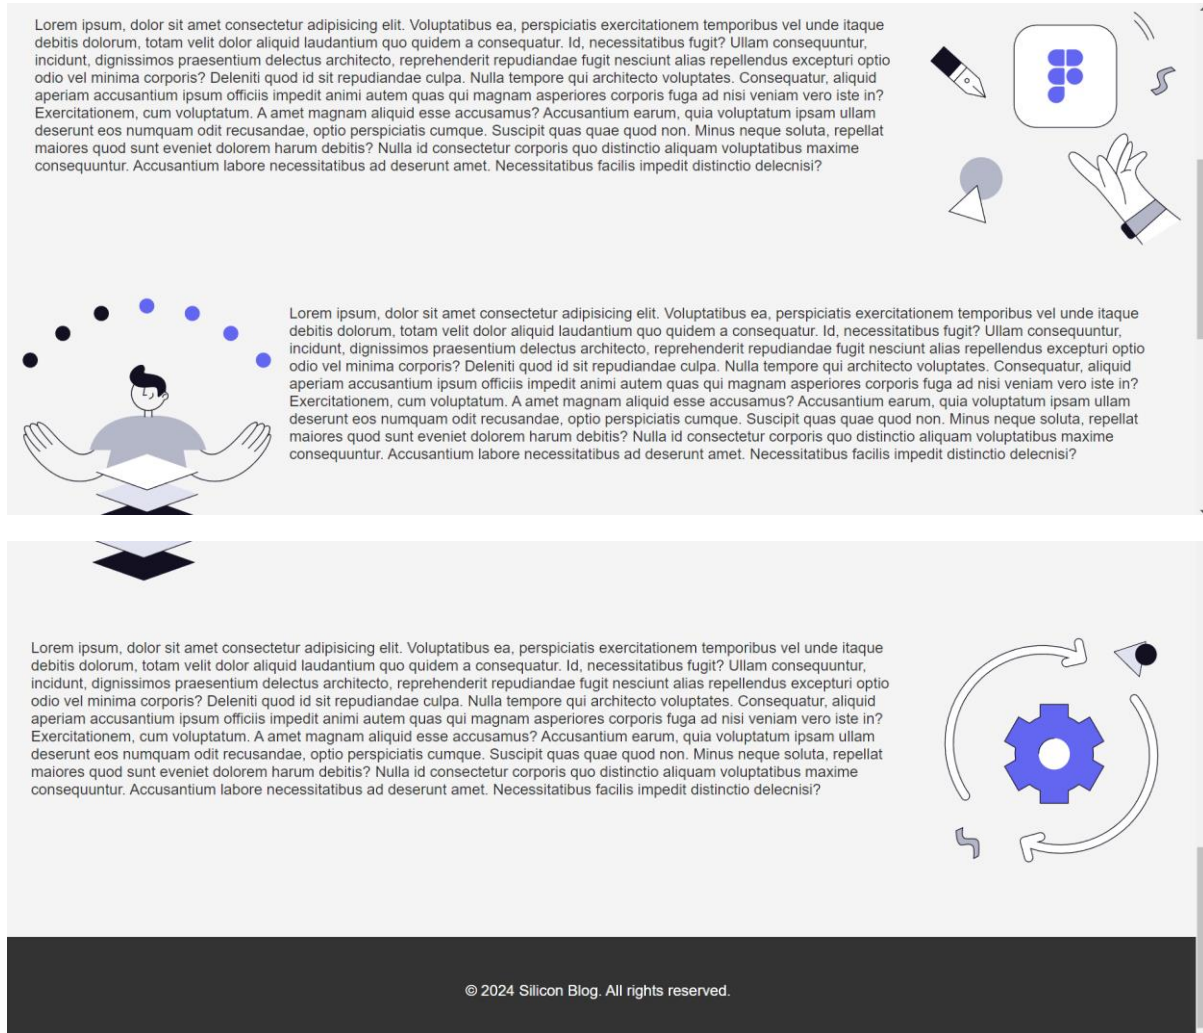 Lorem ipsum, dolor sit amet consectetur adipisicing elit. Voluptatibus ea, perspiciatis exercitationem temporibus vel unde itaque
debitis dolorum, totam velit dolor aliquid laudantium quo quidem a consequatur. Id, necessitatibus fugit? Ullam consequuntur,
incidunt, dignissimos praesentium delectus architecto, reprehenderit repudiandae fugit nesciunt alias repellendus excepturi optio
odio vel minima corporis? Deleniti quod id sit repudiandae culpa. Nulla tempore qui architecto voluptates. Consequatur, aliquid
aperiam accusantium ipsum officiis impedit animi autem quas qui magnam asperiores corporis fuga ad nisi veniam vero iste in?
Exercitationem, cum voluptatum. A amet magnam aliquid esse accusamus? Accusantium earum, quia voluptatum ipsam ullam
deserunt eos numquam odit recusandae, optio perspiciatis cumque. Suscipit quas quae quod non. Minus neque soluta, repellat
maiores quod sunt eveniet dolorem harum debitis? Nulla id consectetur corporis quo distinctio aliquam voluptatibus maxime
consequuntur. Accusantium labore necessitatibus ad deserunt amet. Necessitatibus facilis impedit distinctio delecnisi?
Lorem ipsum, dolor sit amet consectetur adipisicing elit. Voluptatibus ea, perspiciatis exercitationem temporibus vel unde itaque
debitis dolorum, totam velit dolor aliquid laudantium quo quidem a consequatur. Id, necessitatibus fugit? Ullam consequuntur,
incidunt, dignissimos praesentium delectus architecto, reprehenderit repudiandae fugit nesciunt alias repellendus excepturi optio
odio vel minima corporis? Deleniti quod id sit repudiandae culpa. Nulla tempore qui architecto voluptates. Consequatur, aliquid
aperiam accusantium ipsum officiis impedit animi autem quas qui magnam asperiores corporis fuga ad nisi veniam vero iste in?
Exercitationem, cum voluptatum. A amet magnam aliquid esse accusamus? Accusantium earum, quia voluptatum ipsam ullam
deserunt eos numquam odit recusandae, optio perspiciatis cumque. Suscipit quas quae quod non. Minus neque soluta, repellat
maiores quod sunt eveniet dolorem harum debitis? Nulla id consectetur corporis quo distinctio aliquam voluptatibus maxime
consequuntur. Accusantium labore necessitatibus ad deserunt amet. Necessitatibus facilis impedit distinctio delecnisi?
Lorem ipsum, dolor sit amet consectetur adipisicing elit. Voluptatibus ea, perspiciatis exercitationem temporibus vel unde itaque
debitis dolorum, totam velit dolor aliquid laudantium quo quidem a consequatur. Id, necessitatibus fugit? Ullam consequuntur,
incidunt, dignissimos praesentium delectus architecto, reprehenderit repudiandae fugit nesciunt alias repellendus excepturi optio
odio vel minima corporis? Deleniti quod id sit repudiandae culpa. Nulla tempore qui architecto voluptates. Consequatur, aliquid
aperiam accusantium ipsum officiis impedit animi autem quas qui magnam asperiores corporis fuga ad nisi veniam vero iste in?
Exercitationem, cum voluptatum. A amet magnam aliquid esse accusamus? Accusantium earum, quia voluptatum ipsam ullam
deserunt eos numquam odit recusandae, optio perspiciatis cumque. Suscipit quas quae quod non. Minus neque soluta, repellat
maiores quod sunt eveniet dolorem harum debitis? Nulla id consectetur corporis quo distinctio aliquam voluptatibus maxime
consequuntur. Accusantium labore necessitatibus ad deserunt amet. Necessitatibus facilis impedit distinctio delecnisi?
© 2024 Silicon Blog. All rights reserved.